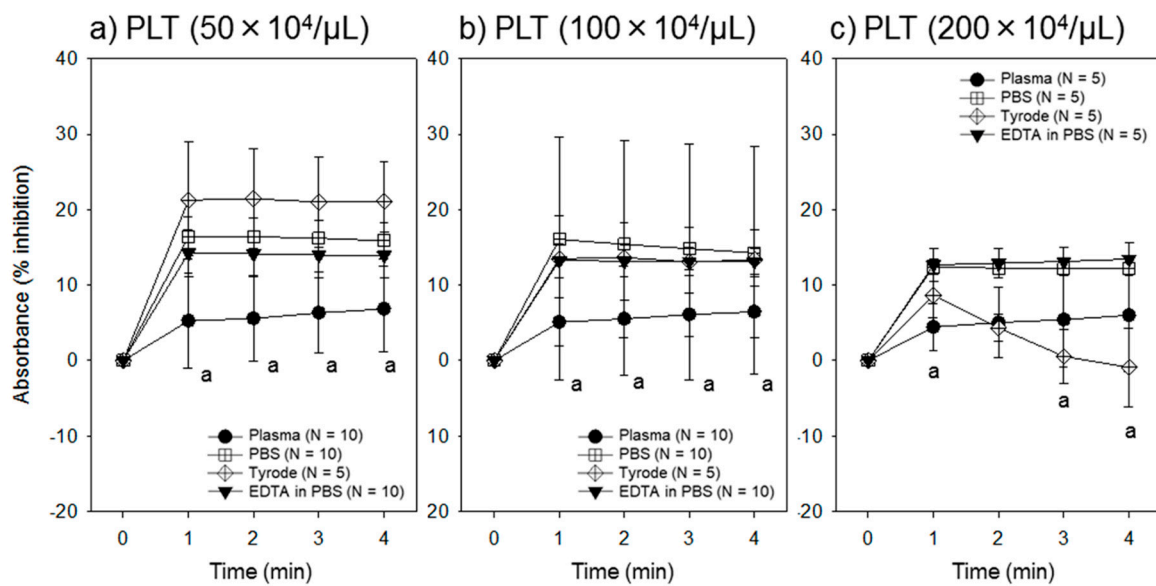 a) PLT (50×10⁴/µL)
b) PLT (100×10⁴/µL)
c) PLT (200×10⁴/µL)
Absorbance (% inhibition)
40
30
20
10
0
-10
-20
a
a
a
a
Plasma (N = 10)
PBS (N = 10)
Tyrode (N = 5)
EDTA in PBS (N = 10)
0 1 2 3 4
Time (min)
40
30
20
10
0
-10
20
a
a
a
a
Plasma (N = 10)
PBS (N = 10)
Tyrode (N = 5)
EDTA in PBS (N = 10)
0 1 2 3 4
Time (min)
40
30
20
10
0
-10
-20
Plasma (N = 5)
PBS (N = 5)
Tyrode (N = 5)
EDTA in PBS (N = 5)
a
a
a
0 1 2 3 4
Time (min)